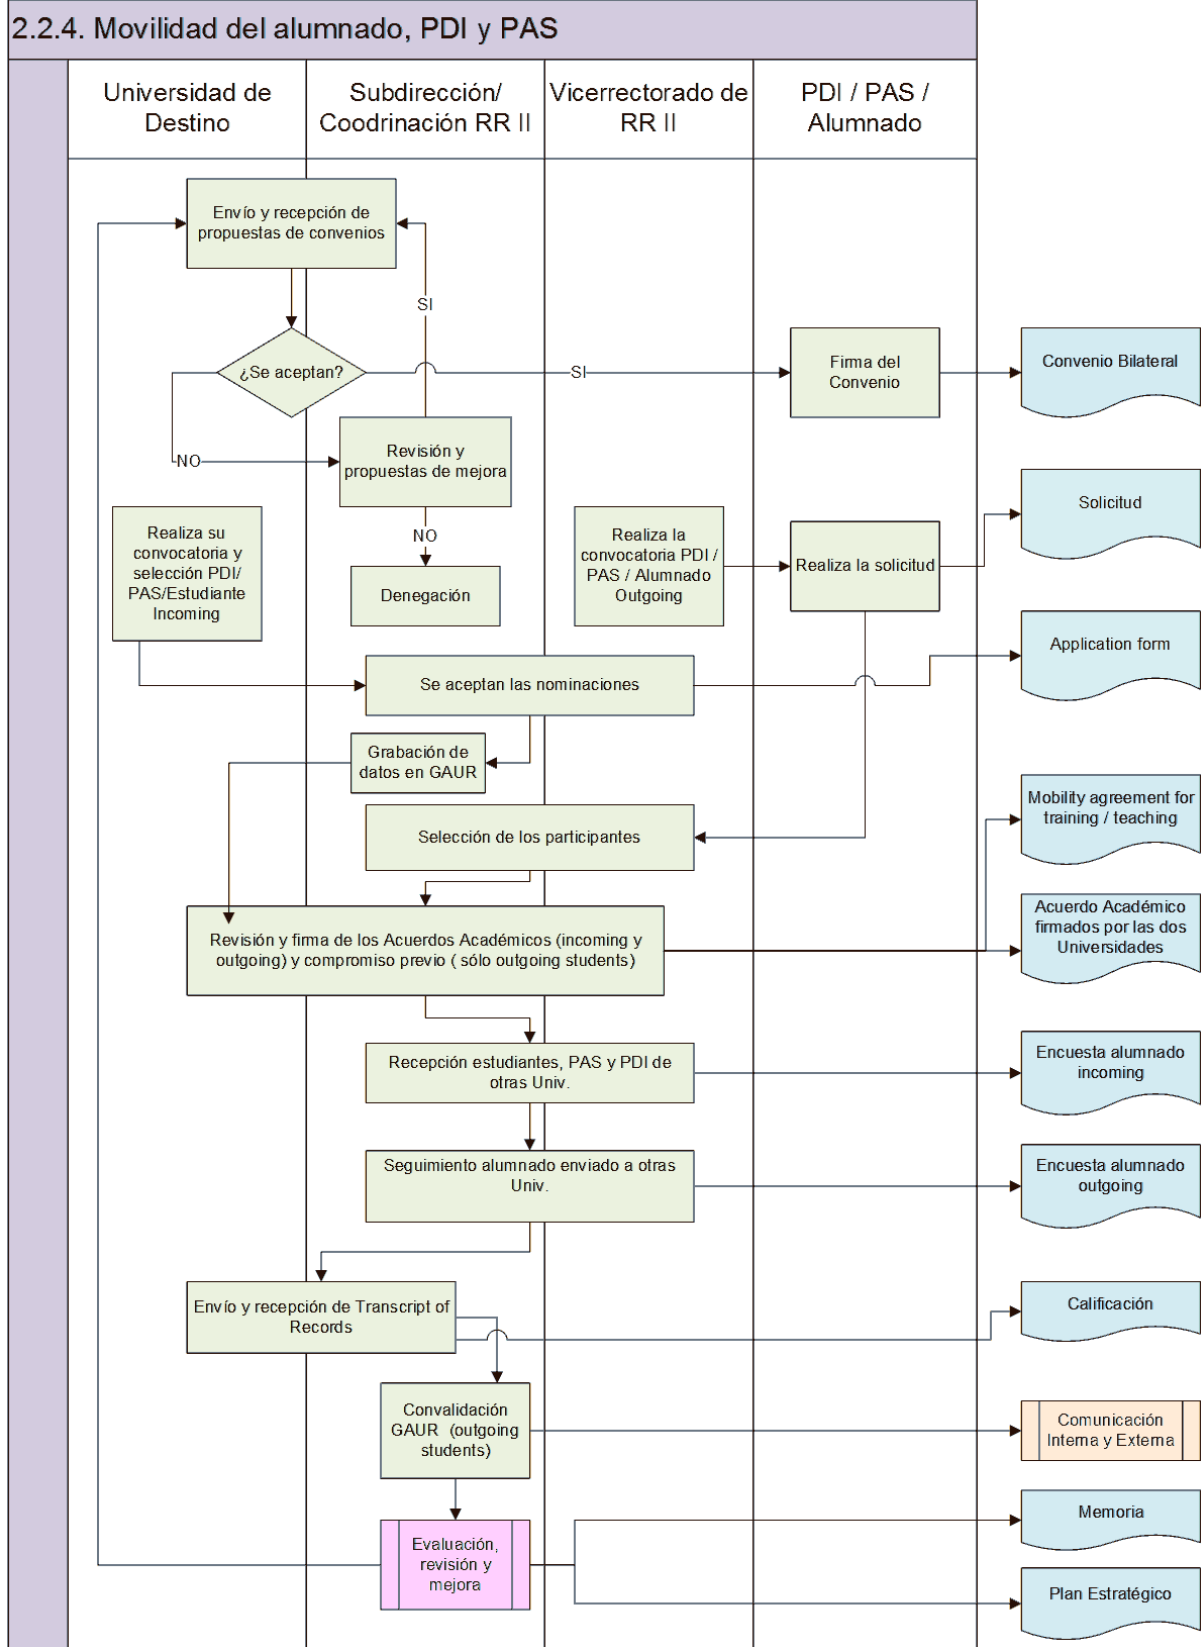 2.2.4. Movilidad del alumnado, PDI y PAS
Universidad de
Destino
Subdirección/
Coodrinación RR II
Vicerrectorado de
RR II
PDI / PAS /
Alumnado
Envío y recepción de
propuestas de convenios
SI
¿Se aceptan?
SI
Firma del
Convenio
Convenio Bilateral
NO
Revisión y
propuestas de mejora
Solicitud
Realiza su
convocatoria y
selección PDI/
PAS/Estudiante
Incoming
NO
Denegación
Realiza la
convocatoria PDI /
PAS / Alumnado
Outgoing
Realiza la solicitud
Se aceptan las nominaciones
Application form
Grabación de
datos en GAUR
Selección de los participantes
Mobility agreement for
training / teaching
Revisión y firma de los Acuerdos Académicos (incoming y
outgoing) y compromiso previo ( sólo outgoing students)
Acuerdo Académico
firmados por las dos
Universidades
Recepción estudiantes, PAS y PDI de
otras Univ.
Encuesta alumnado
incoming
Seguimiento alumnado enviado a otras
Univ.
Encuesta alumnado
outgoing
Envío y recepción de Transcript of
Records
Calificación
Convalidación
GAUR (outgoing
students)
Comunicación
Interna y Externa
Evaluación,
revisión y
mejora
Memoria
Plan Estratégico